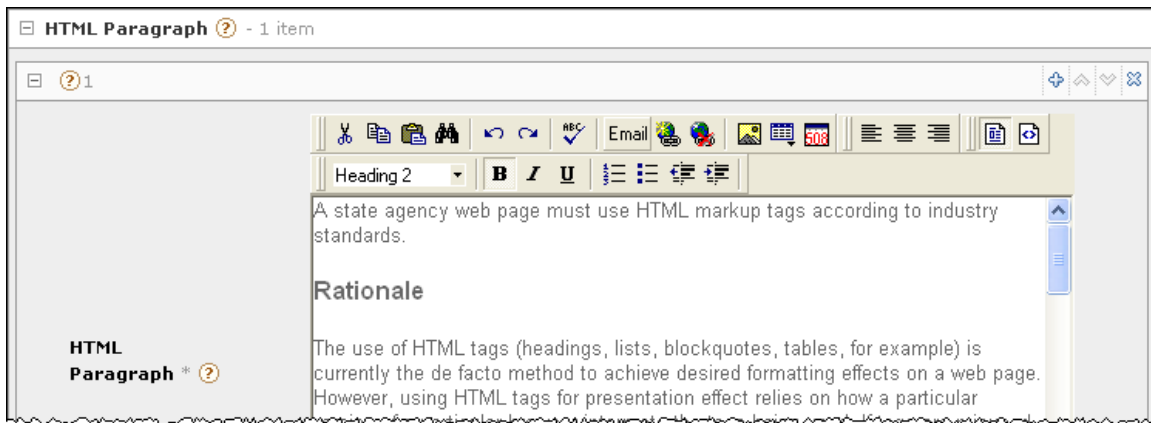 HTML Paragraph ? - 1 item
? 1
ABC Email 508
Heading 2 B I U
A state agency web page must use HTML markup tags according to industry
standards.
Rationale
HTML
Paragraph * ?
The use of HTML tags (headings, lists, blockquotes, tables, for example) is
currently the de facto method to achieve desired formatting effects on a web page.
However, using HTML tags for presentation effect relies on how a particular